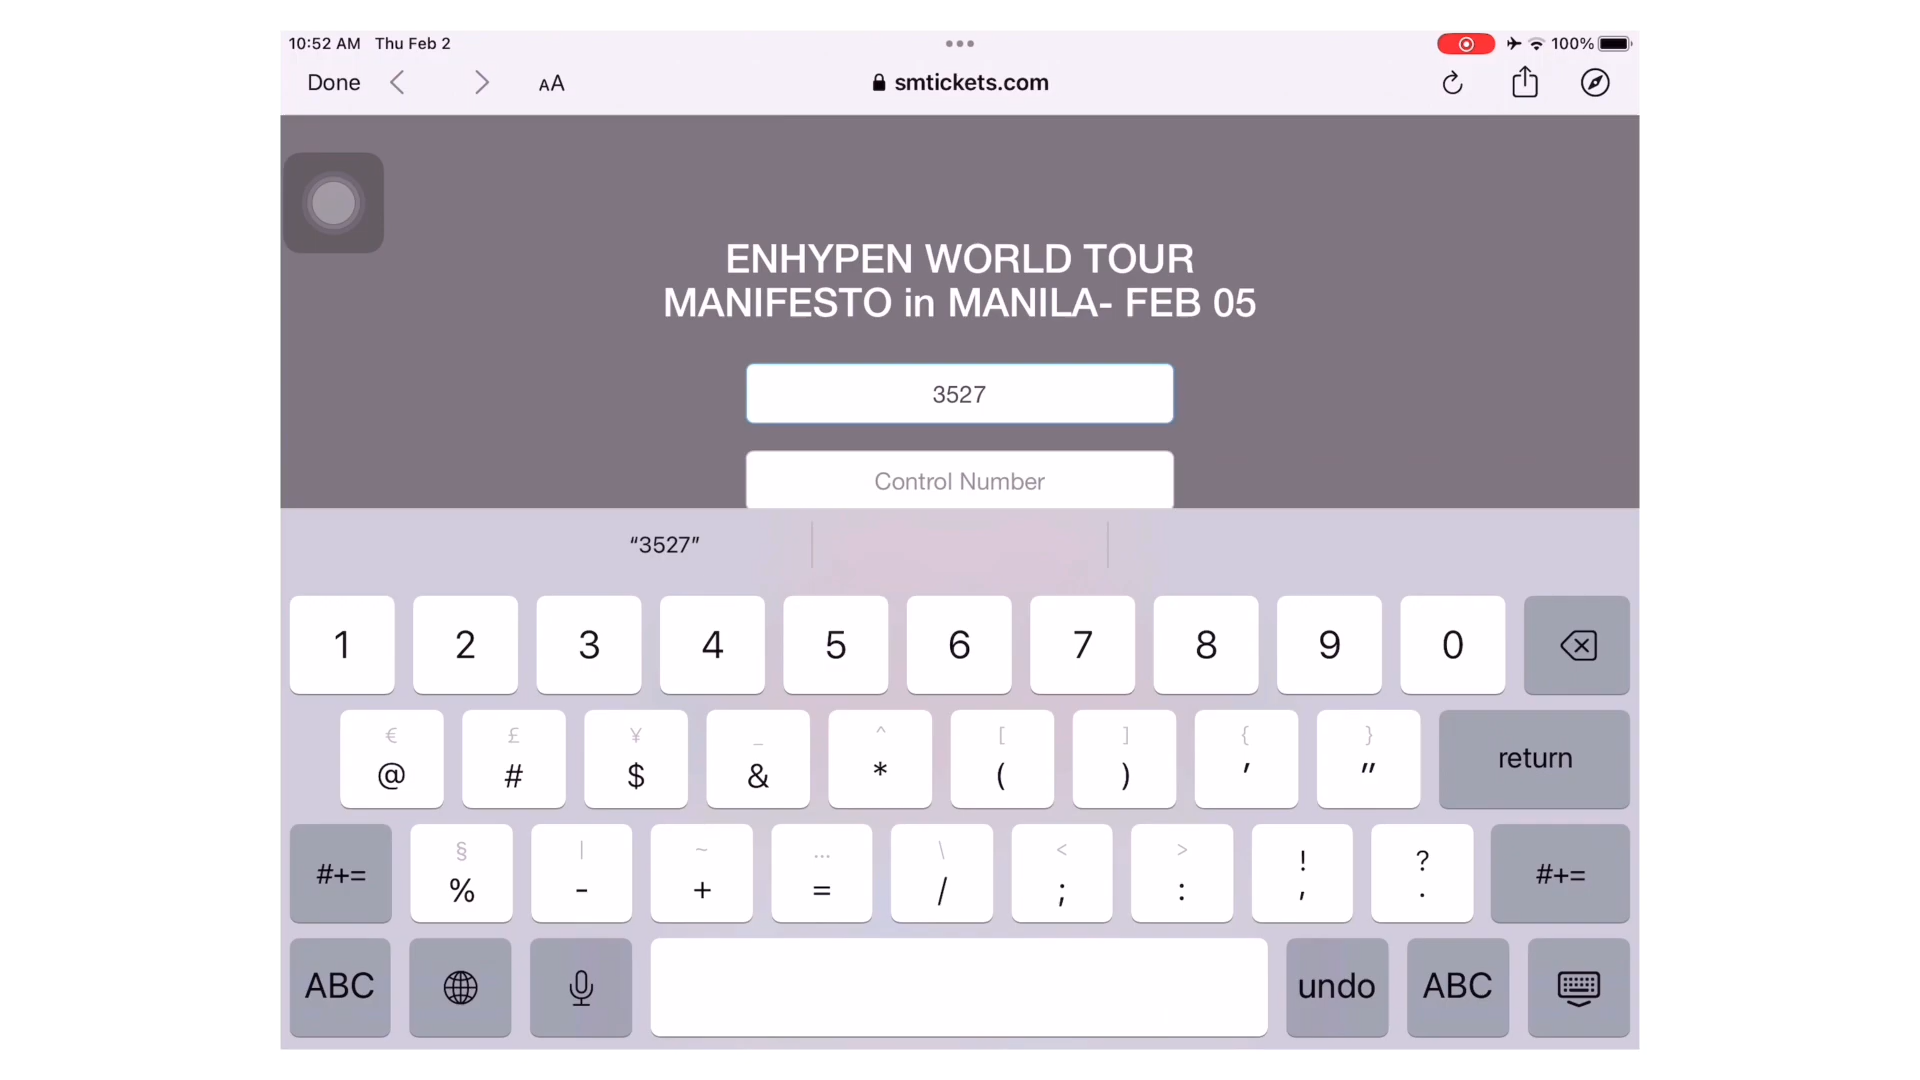 10:52 AM Thu Feb 2
100%
Done
AA
smtickets.com
ENHYPEN WORLD TOUR
MANIFESTO in MANILA- FEB 05
3527
Control Number
“3527”
1 2 3 4 5 6 7 8 9 0
€ £ ¥ _ ^ [ ] { }
@ # $ & * ( ) ' " return
§ | ~ … \ < > ! ?
#+= % - + = / ; : , . #+=
ABC undo ABC